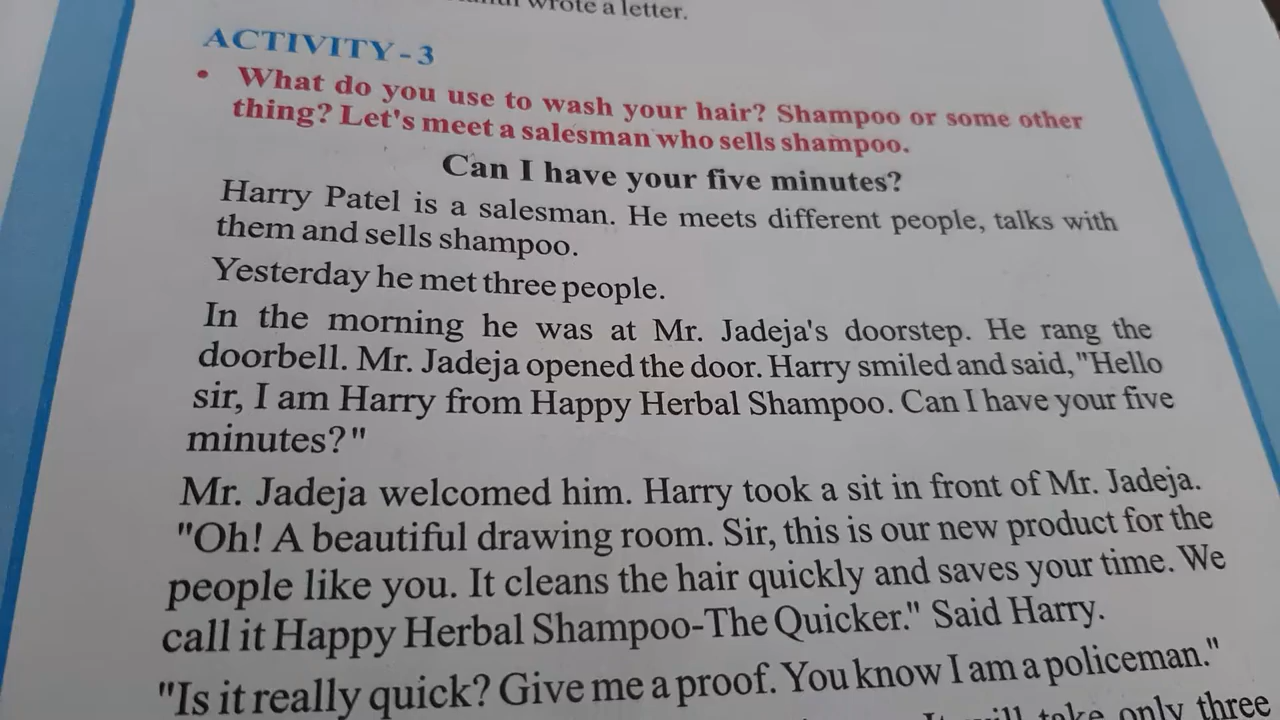 wrote a letter.
ACTIVITY - 3
• What do you use to wash your hair? Shampoo or some other
thing? Let's meet a salesman who sells shampoo.
Can I have your five minutes?
Harry Patel is a salesman. He meets different people, talks with
them and sells shampoo.
Yesterday he met three people.
In the morning he was at Mr. Jadeja's doorstep. He rang the
doorbell. Mr. Jadeja opened the door. Harry smiled and said, "Hello
sir, I am Harry from Happy Herbal Shampoo. Can I have your five
minutes?"
Mr. Jadeja welcomed him. Harry took a sit in front of Mr. Jadeja.
"Oh! A beautiful drawing room. Sir, this is our new product for the
people like you. It cleans the hair quickly and saves your time. We
call it Happy Herbal Shampoo-The Quicker." Said Harry.
"Is it really quick? Give me a proof. You know I am a policeman."
It will take only three